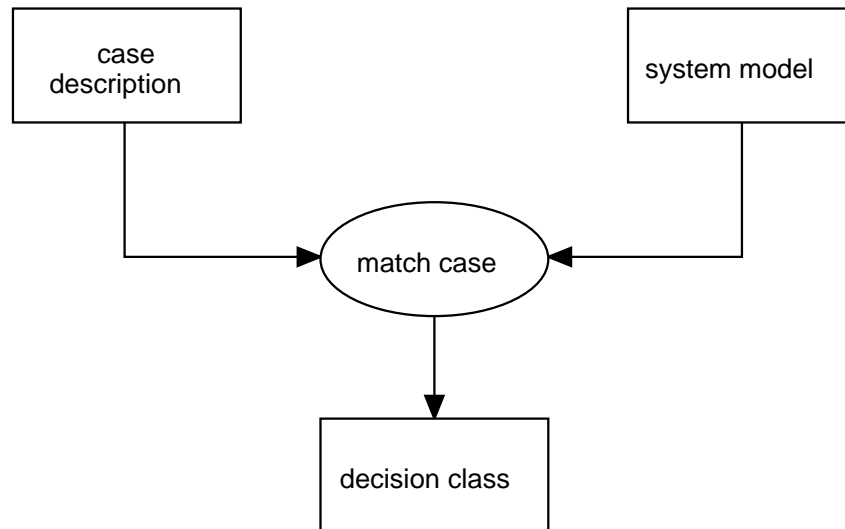 case
description
system model
match case
decision class